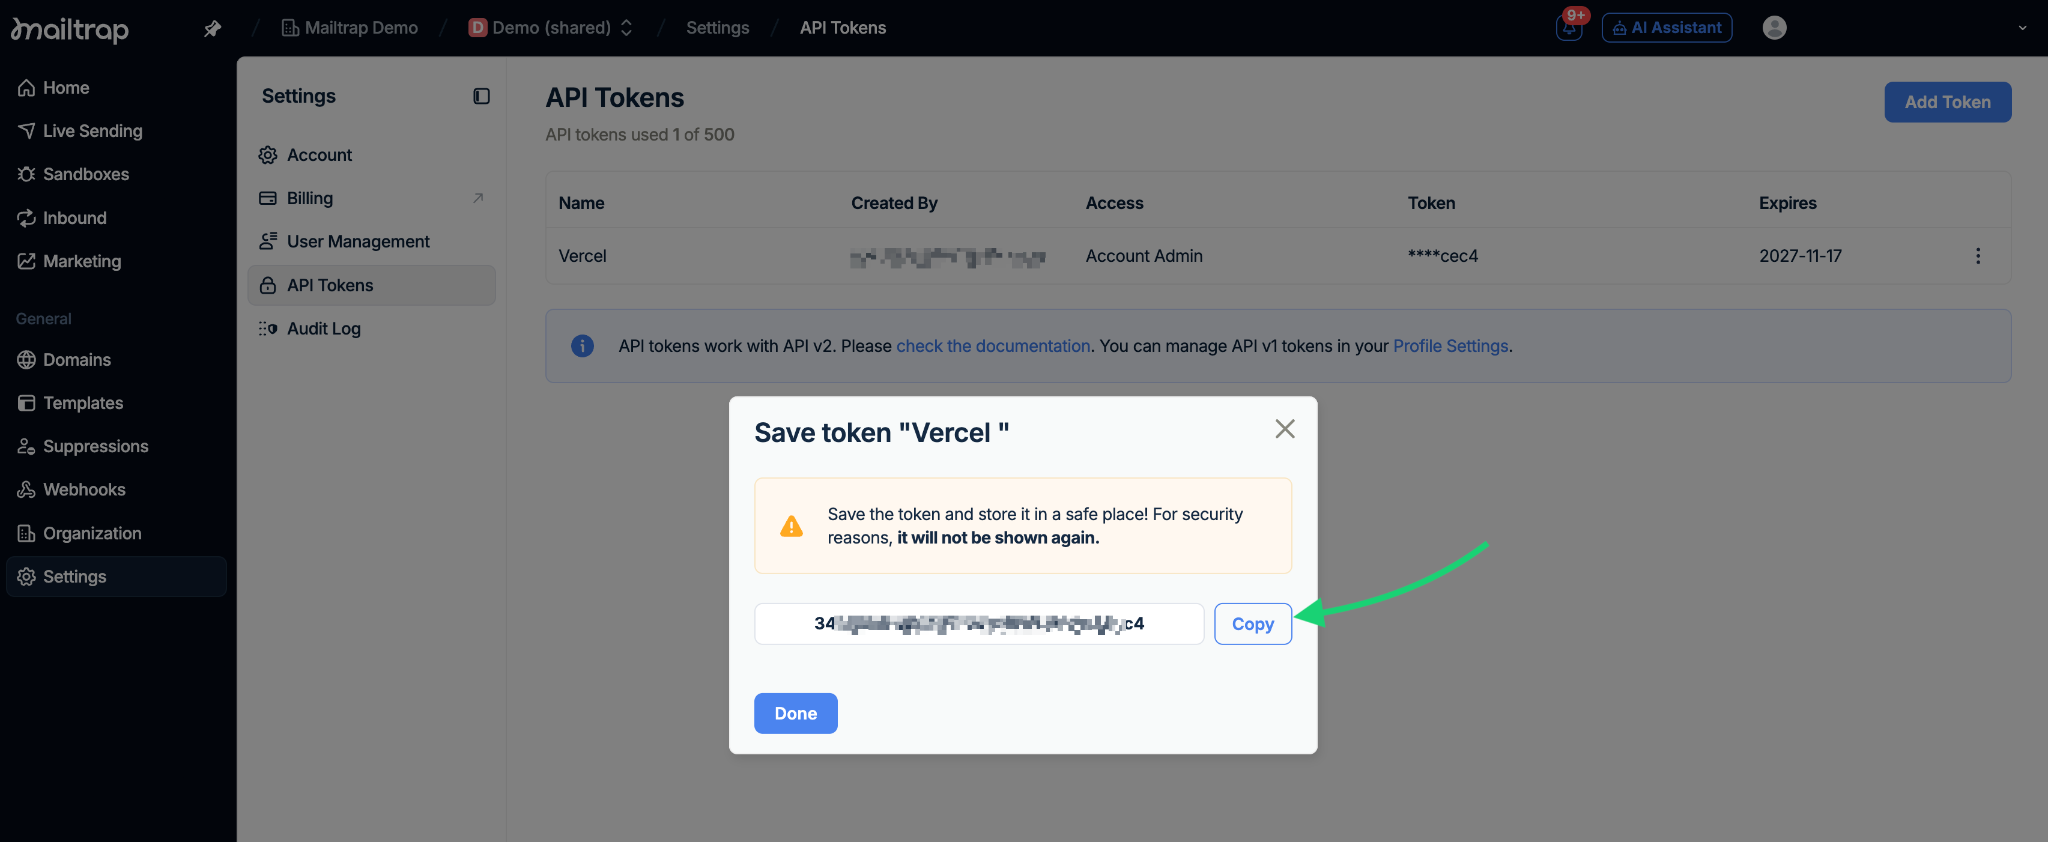 mailtrap
Mailtrap Demo
D Demo (shared)
Settings
API Tokens
9+
AI Assistant
Home
Live Sending
Sandboxes
Inbound
Marketing
General
Domains
Templates
Suppressions
Webhooks
Organization
Settings
Settings
Account
Billing
User Management
API Tokens
Audit Log
API Tokens
API tokens used 1 of 500
Add Token
Name Created By Access Token Expires
Vercel Account Admin ****cec4 2027-11-17
API tokens work with API v2. Please check the documentation. You can manage API v1 tokens in your Profile Settings.
Save token "Vercel "
Save the token and store it in a safe place! For security
reasons, it will not be shown again.
34 c4
Copy
Done